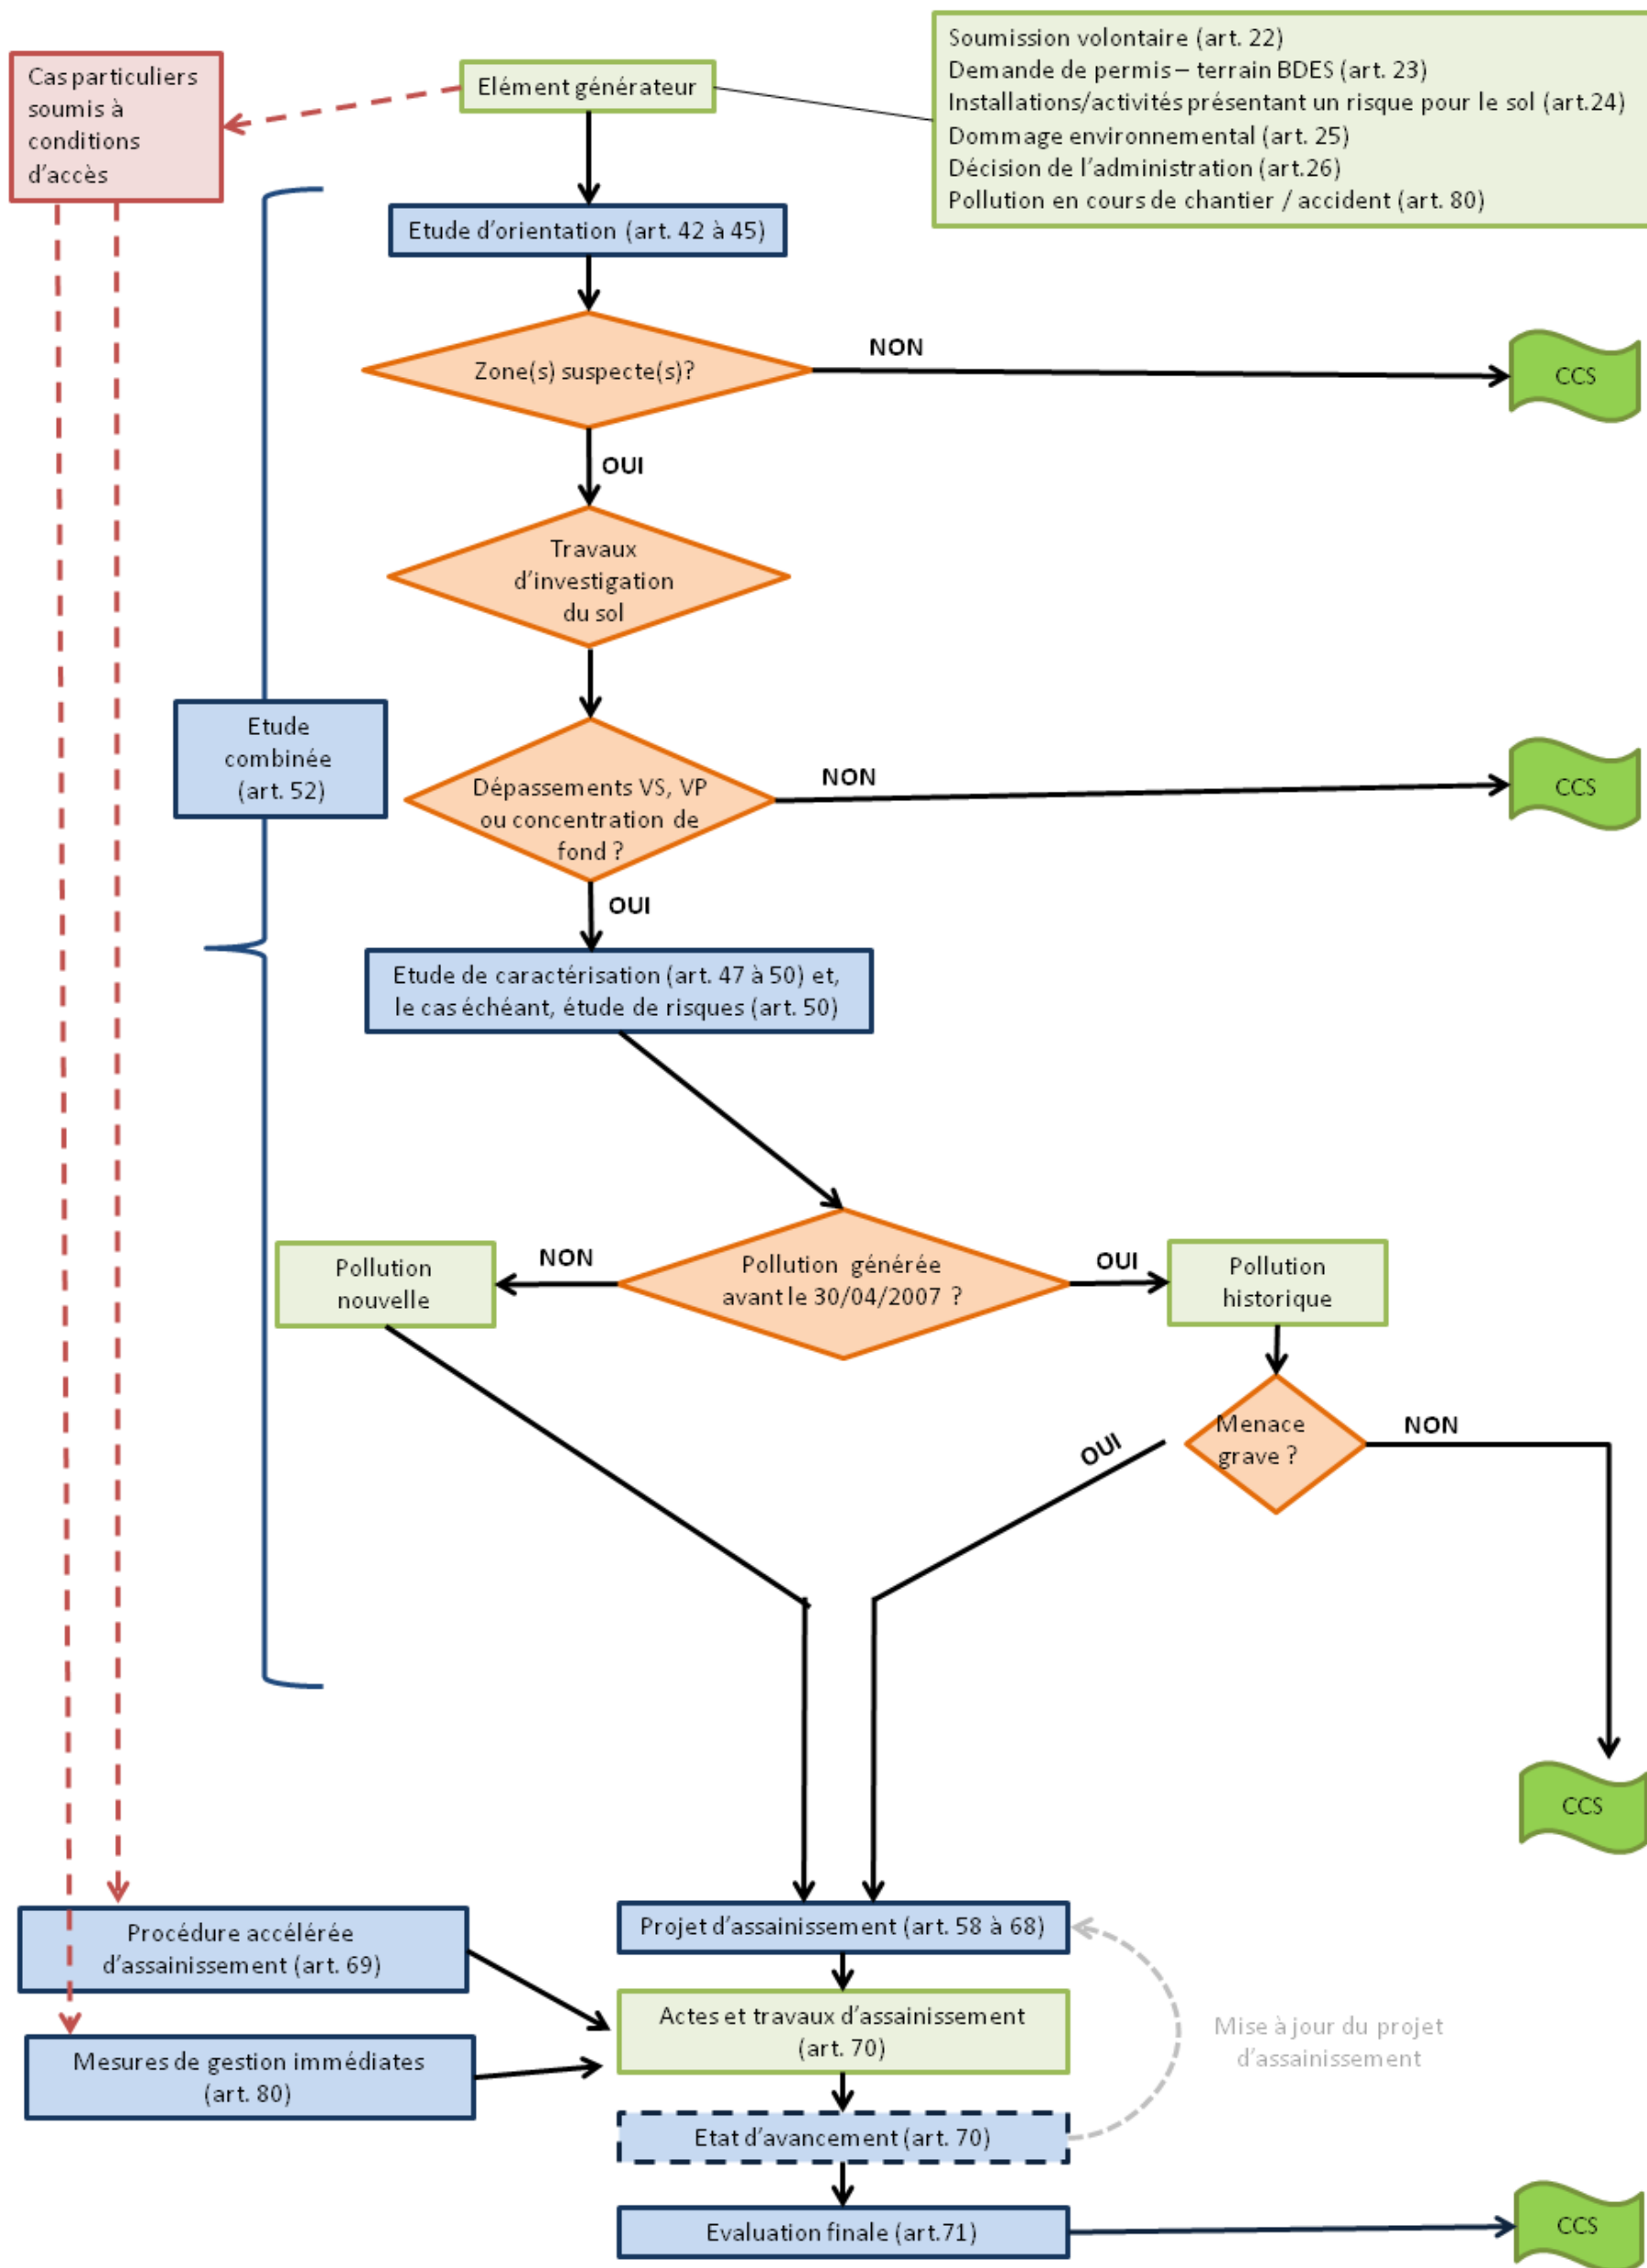 Soumission volontaire (art. 22)
Demande de permis – terrain BDES (art. 23)
Installations/activités présentant un risque pour le sol (art.24)
Dommage environnemental (art. 25)
Décision de l'administration (art.26)
Pollution en cours de chantier / accident (art. 80)
Cas particuliers
soumis à
conditions
d'accès
Elément générateur
Etude d'orientation (art. 42 à 45)
Zone(s) suspecte(s)?
NON
CCS
OUI
Travaux
d'investigation
du sol
Etude
combinée
(art. 52)
Dépassements VS, VP
ou concentration de
fond ?
NON
CCS
OUI
Etude de caractérisation (art. 47 à 50) et,
le cas échéant, étude de risques (art. 50)
Pollution
nouvelle
NON
Pollution générée
avant le 30/04/2007 ?
OUI
Pollution
historique
Menace
grave ?
OUI
NON
CCS
Procédure accélérée
d'assainissement (art. 69)
Projet d'assainissement (art. 58 à 68)
Actes et travaux d'assainissement
(art. 70)
Mise à jour du projet
d'assainissement
Mesures de gestion immédiates
(art. 80)
Etat d'avancement (art. 70)
Evaluation finale (art.71)
CCS